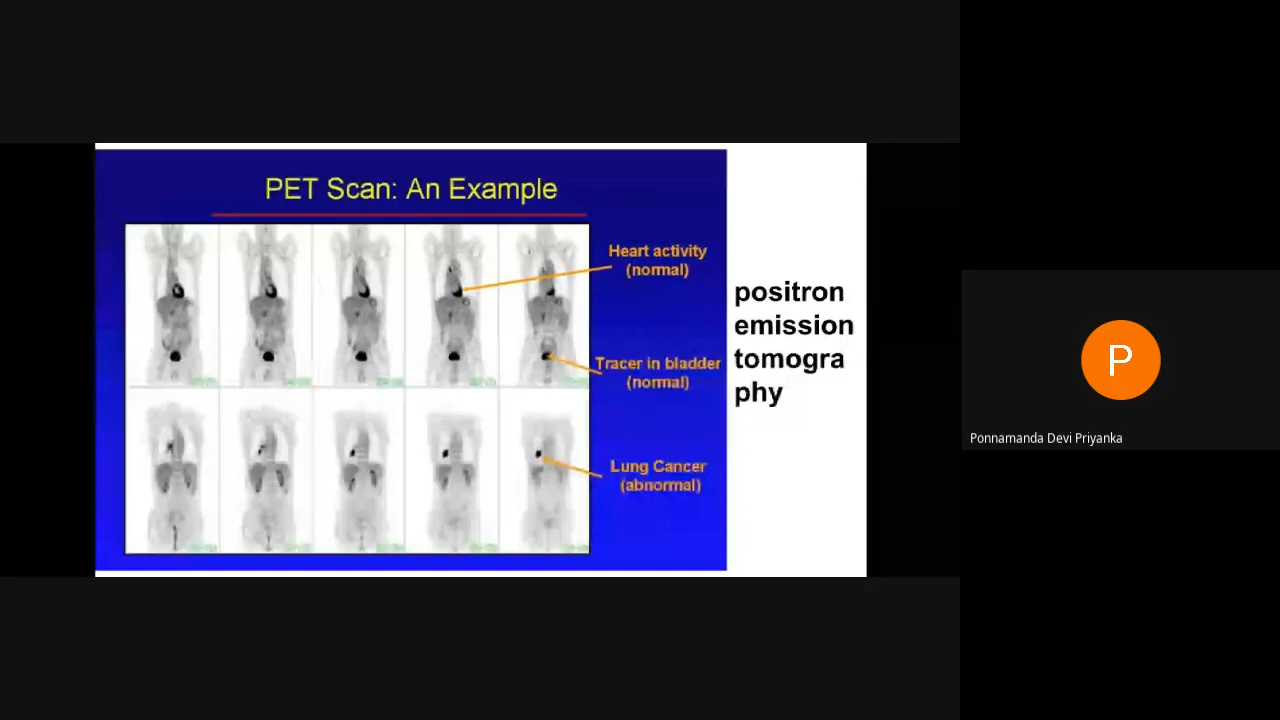 PET Scan: An Example
Heart activity
(normal)
Tracer in bladder
(normal)
Lung Cancer
(abnormal)
positron
emission
tomogra
phy
P
Ponnamanda Devi Priyanka